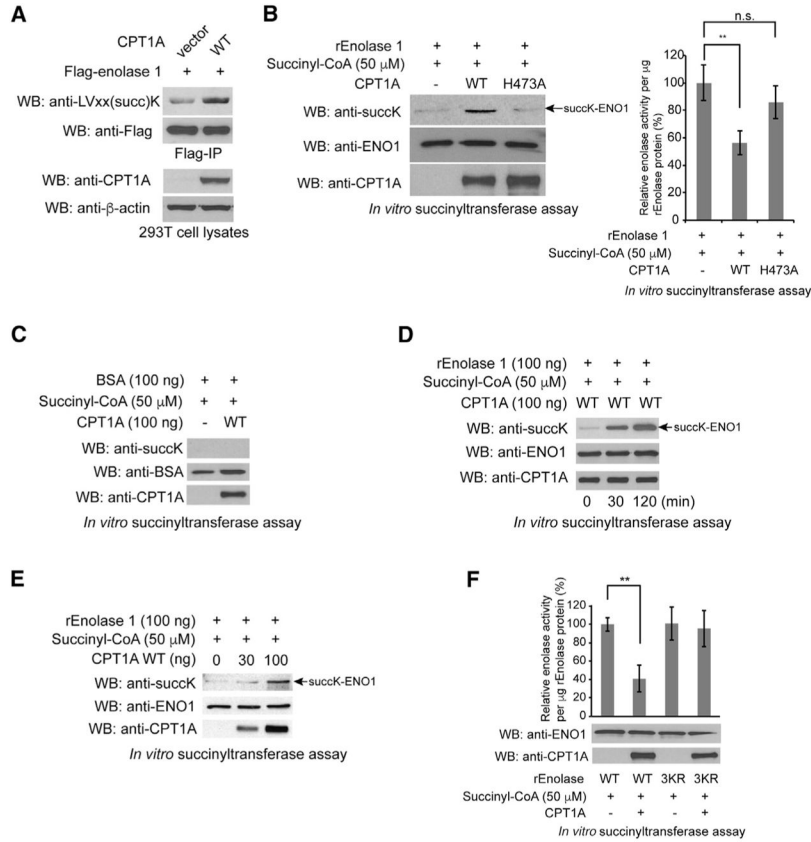 A
CPT1A vector WT
Flag-enolase 1 + +
WB: anti-LVxx(succ)K
WB: anti-Flag
Flag-IP
WB: anti-CPT1A
WB: anti-β-actin
293T cell lysates
B
rEnolase 1 + + +
Succinyl-CoA (50 μM) + + +
CPT1A - WT H473A
WB: anti-succK
succK-ENO1
WB: anti-ENO1
WB: anti-CPT1A
In vitro succinyltransferase assay
n.s.
**
Relative enolase activity per μg
rEnolase protein (%)
120
100
80
60
40
20
0
rEnolase 1 + + +
Succinyl-CoA (50 μM) + + +
CPT1A - WT H473A
In vitro succinyltransferase assay
C
BSA (100 ng) + +
Succinyl-CoA (50 μM) + +
CPT1A (100 ng) - WT
WB: anti-succK
WB: anti-BSA
WB: anti-CPT1A
In vitro succinyltransferase assay
D
rEnolase 1 (100 ng) + + +
Succinyl-CoA (50 μM) + + +
CPT1A (100 ng) WT WT WT
WB: anti-succK
succK-ENO1
WB: anti-ENO1
WB: anti-CPT1A
0 30 120 (min)
In vitro succinyltransferase assay
E
rEnolase 1 (100 ng) + + +
Succinyl-CoA (50 μM) + + +
CPT1A WT (ng) 0 30 100
WB: anti-succK
succK-ENO1
WB: anti-ENO1
WB: anti-CPT1A
In vitro succinyltransferase assay
F
**
Relative enolase activity
per μg rEnolase protein (%)
120
100
80
60
40
20
0
WB: anti-ENO1
WB: anti-CPT1A
rEnolase WT WT 3KR 3KR
Succinyl-CoA (50 μM) + + + +
CPT1A - + - +
In vitro succinyltransferase assay